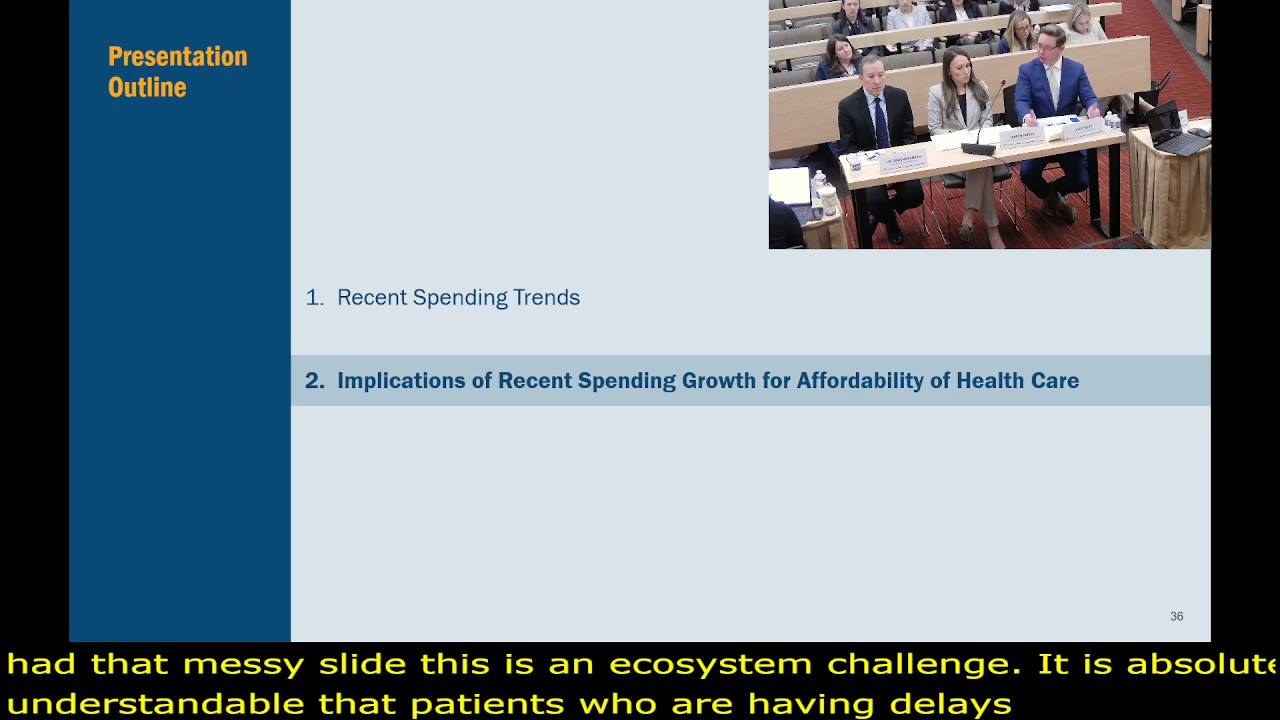 Presentation
Outline
1. Recent Spending Trends
2. Implications of Recent Spending Growth for Affordability of Health Care
36
had that messy slide this is an ecosystem challenge. It is absolute
understandable that patients who are having delays